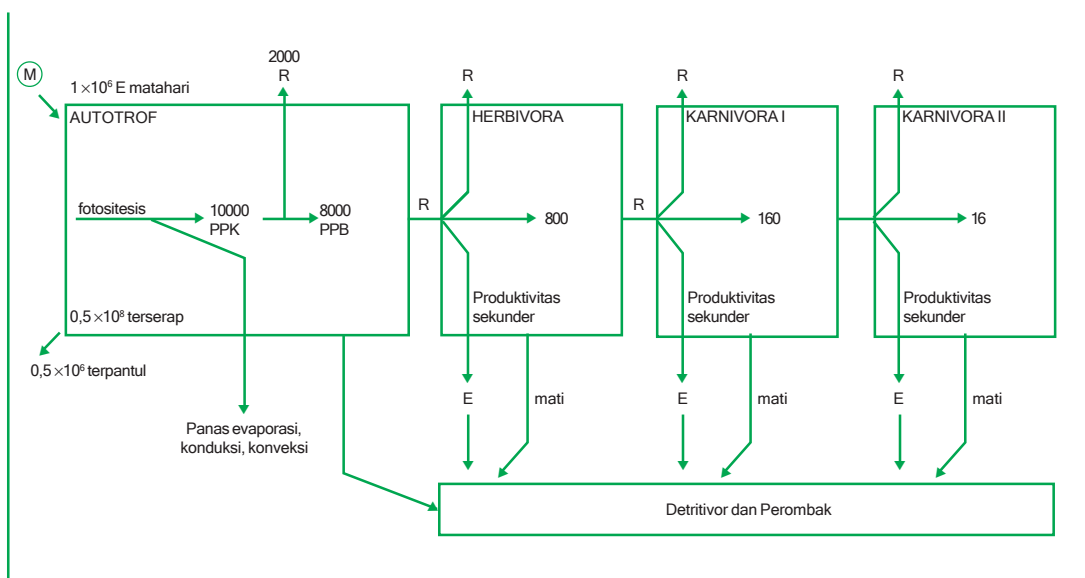 M
1 ×10⁶ E matahari
2000
R
R
R
R
AUTOTROF
HERBIVORA
KARNIVORA I
KARNIVORA II
fotositesis
10000
PPK
8000
PPB
R
800
R
160
16
Produktivitas
sekunder
Produktivitas
sekunder
Produktivitas
sekunder
0,5 ×10⁸ terserap
0,5 ×10⁶ terpantul
E
mati
E
mati
E
mati
Panas evaporasi,
konduksi, konveksi
Detritivor dan Perombak